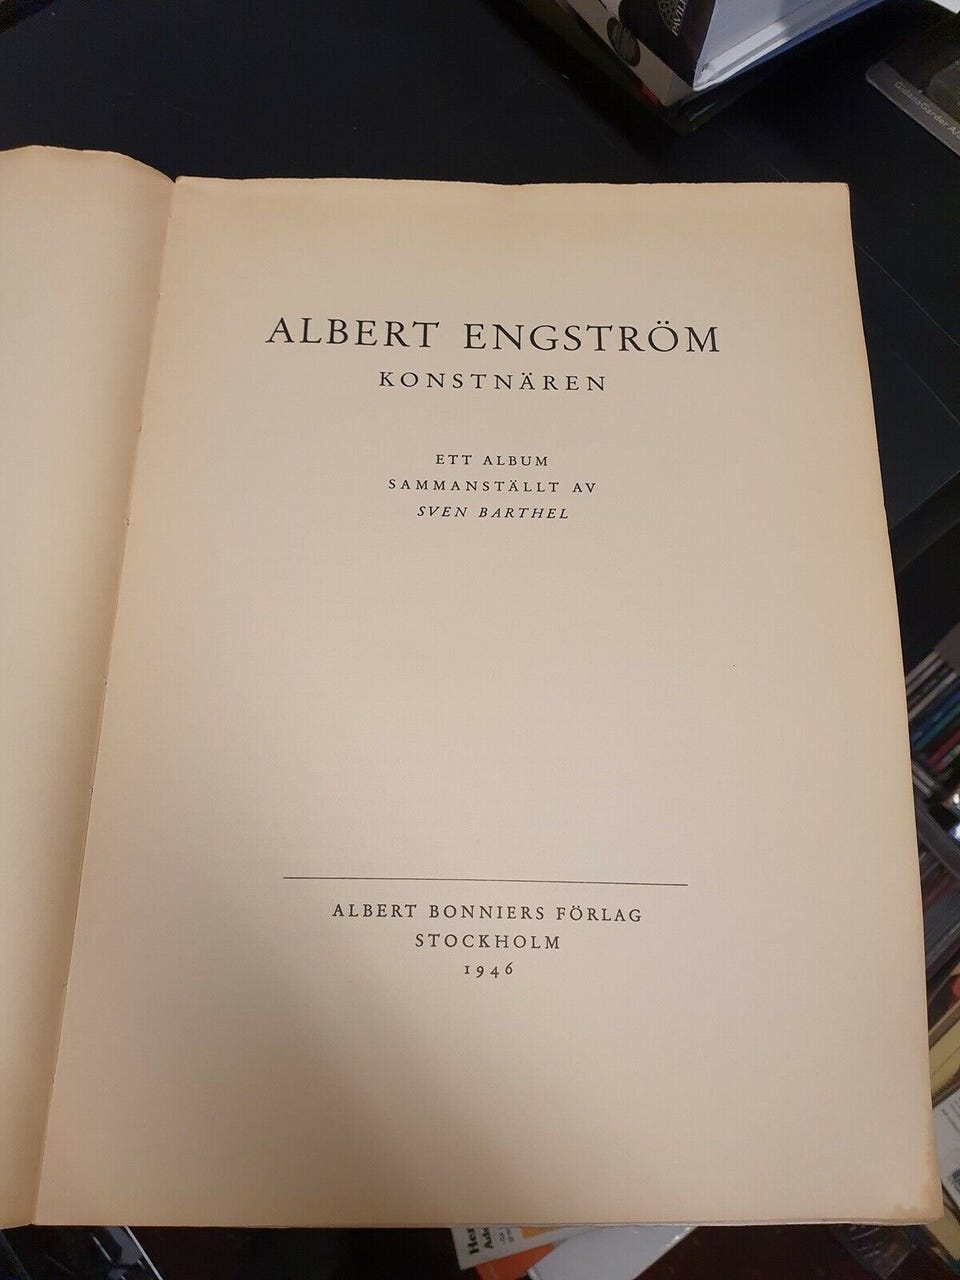 ALBERT ENGSTRÖM
KONSTNÄREN
ETT ALBUM
SAMMANSTÄLLT AV
SVEN BARTHEL
ALBERT BONNIERS FÖRLAG
STOCKHOLM
1946